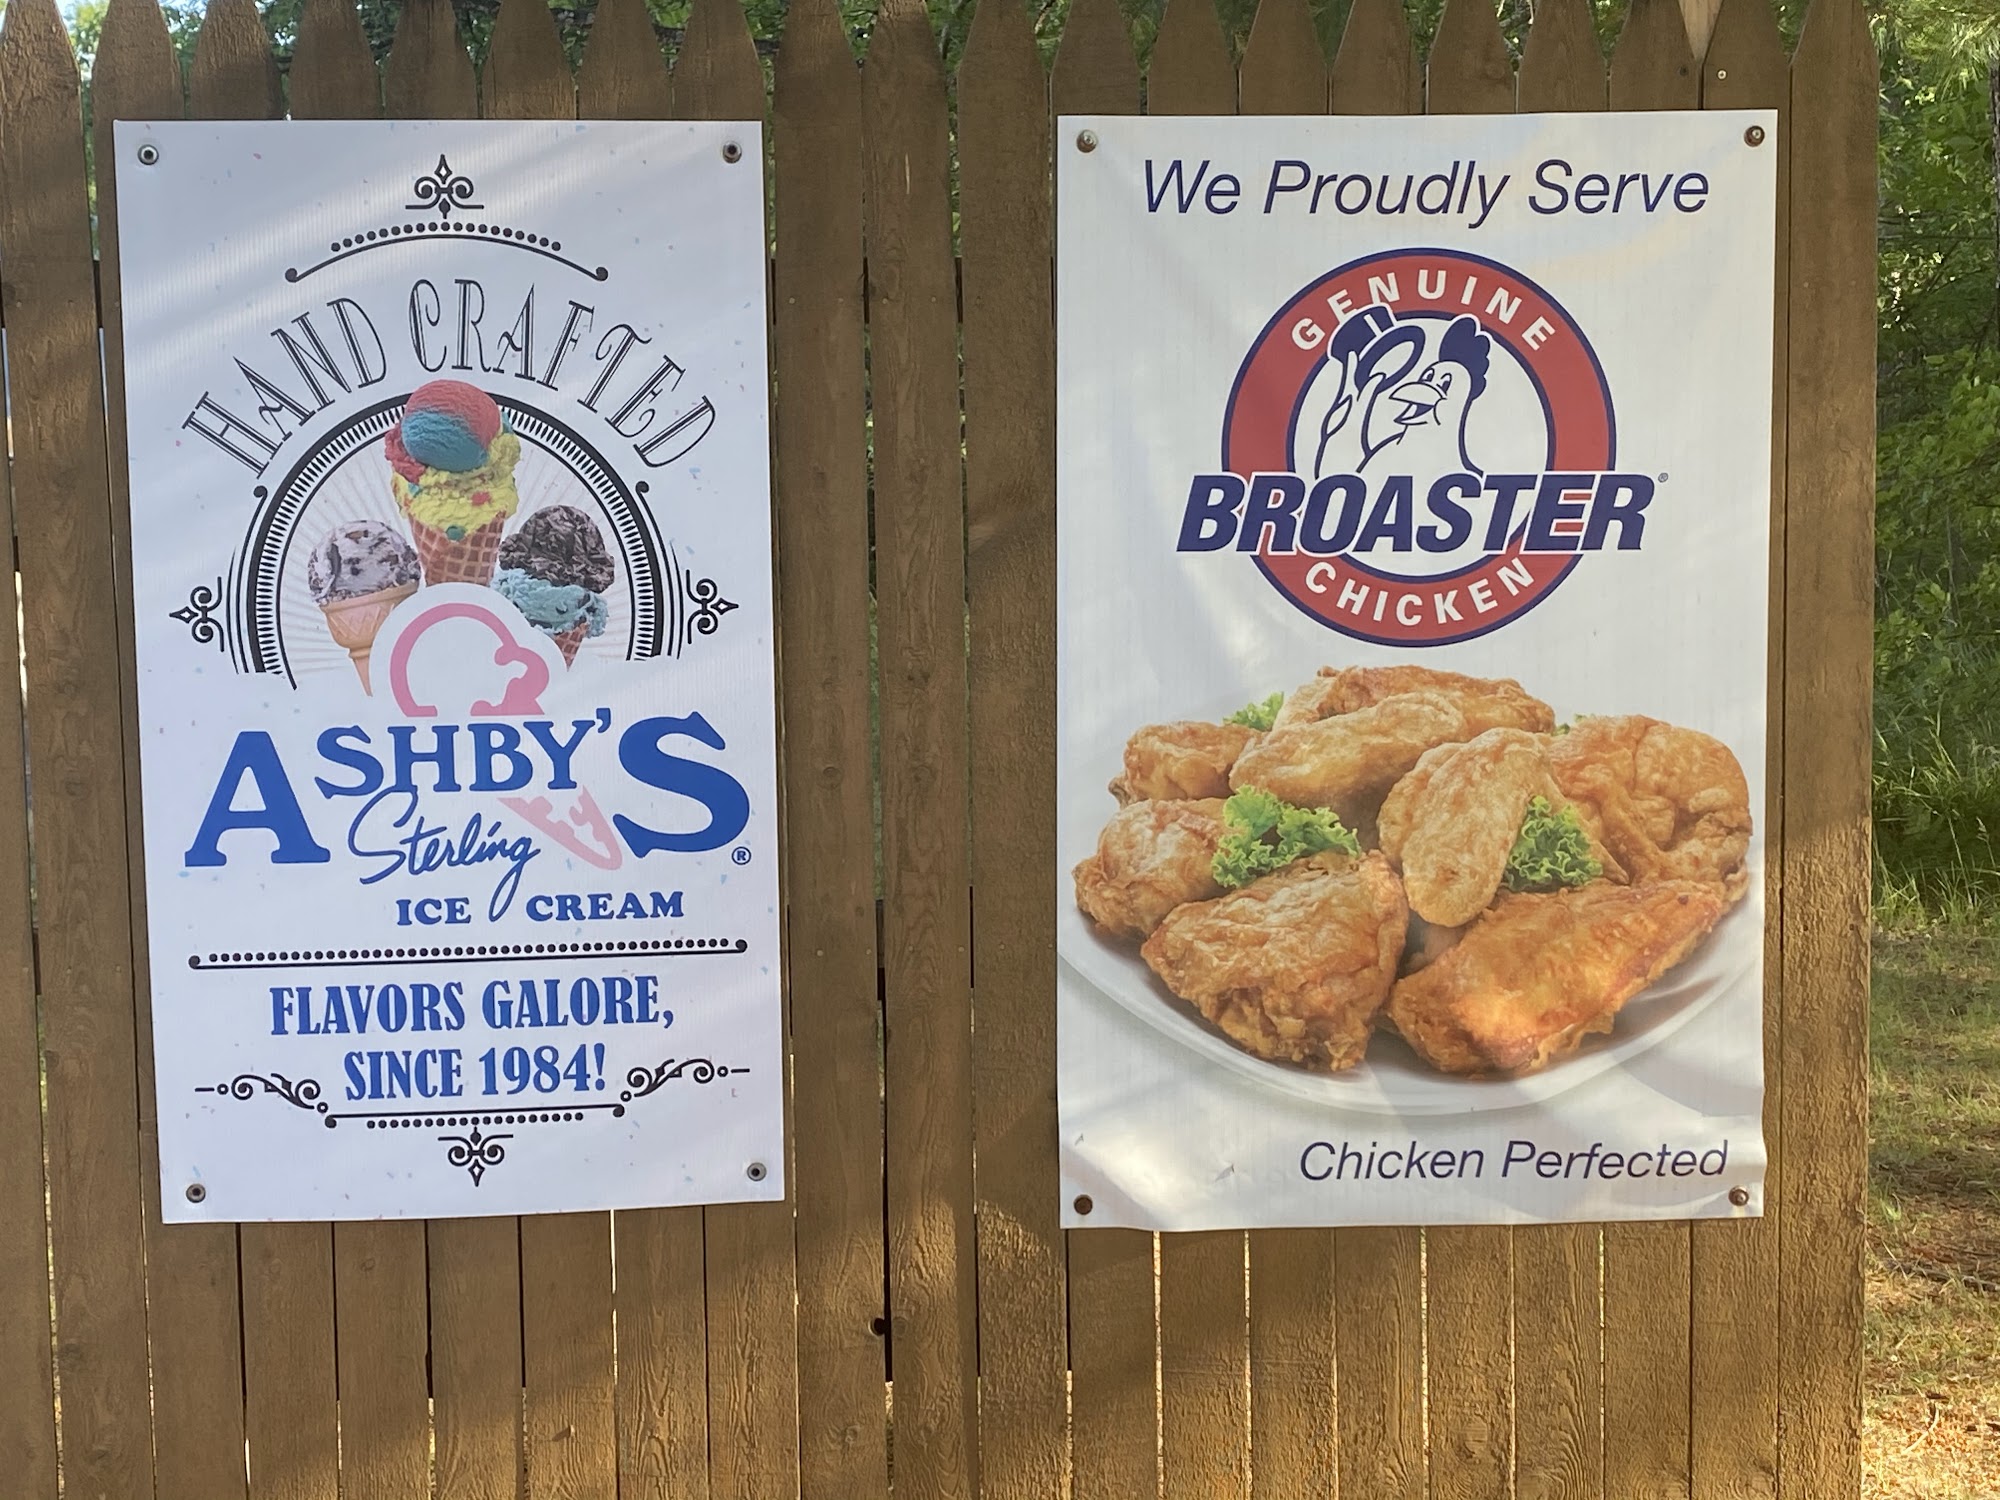 HAND CRAFTED
ASHBY'S
Sterling
ICE CREAM
®
FLAVORS GALORE,
SINCE 1984!
We Proudly Serve
GENUINE
BROASTER®
CHICKEN
Chicken Perfected